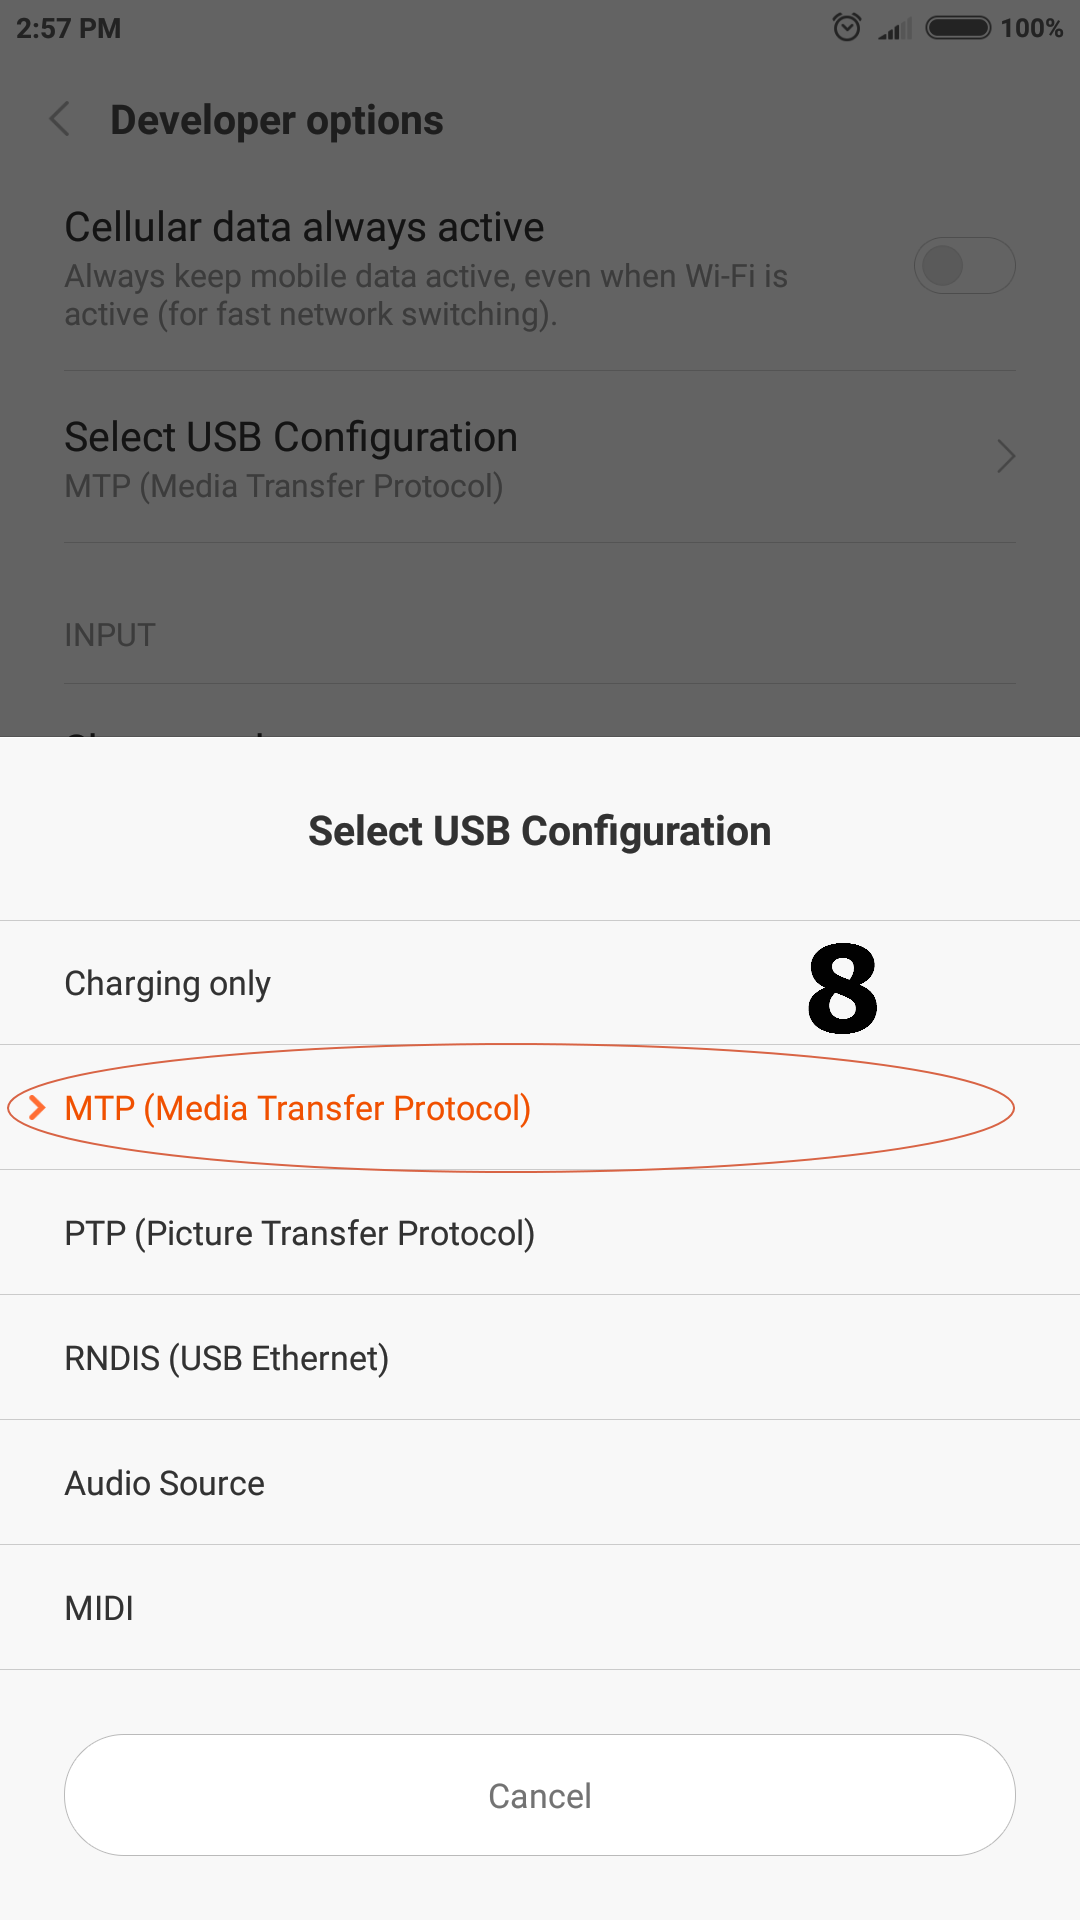 2:57 PM 100%
Developer options
Cellular data always active
Always keep mobile data active, even when Wi-Fi is
active (for fast network switching).
Select USB Configuration
MTP (Media Transfer Protocol)
INPUT
Select USB Configuration
Charging only
8
MTP (Media Transfer Protocol)
PTP (Picture Transfer Protocol)
RNDIS (USB Ethernet)
Audio Source
MIDI
Cancel